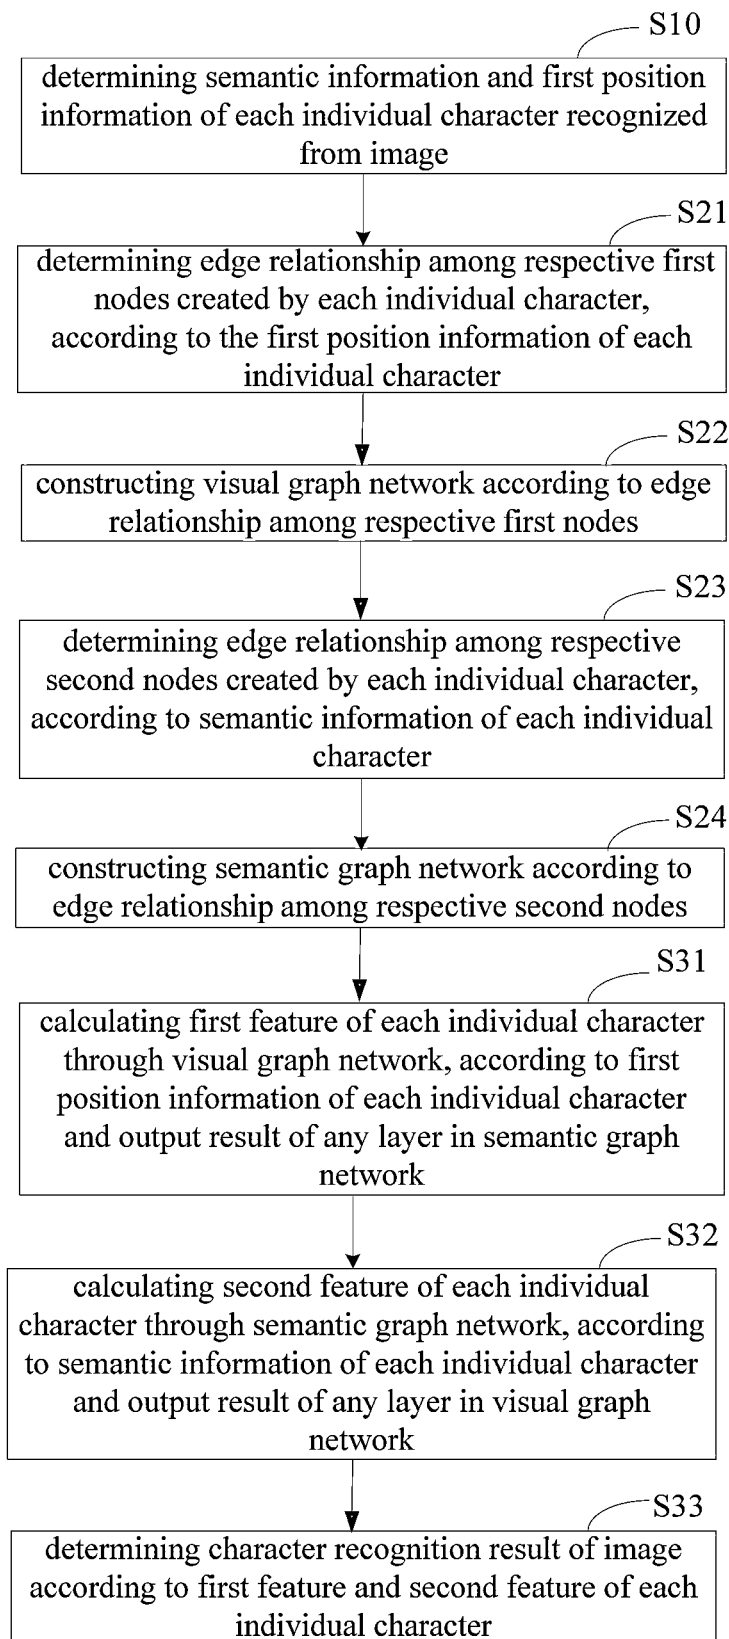 S10
determining semantic information and first position
information of each individual character recognized
from image
S21
determining edge relationship among respective first
nodes created by each individual character,
according to the first position information of each
individual character
S22
constructing visual graph network according to edge
relationship among respective first nodes
S23
determining edge relationship among respective
second nodes created by each individual character,
according to semantic information of each individual
character
S24
constructing semantic graph network according to
edge relationship among respective second nodes
S31
calculating first feature of each individual character
through visual graph network, according to first
position information of each individual character
and output result of any layer in semantic graph
network
S32
calculating second feature of each individual
character through semantic graph network, according
to semantic information of each individual character
and output result of any layer in visual graph
network
S33
determining character recognition result of image
according to first feature and second feature of each
individual character